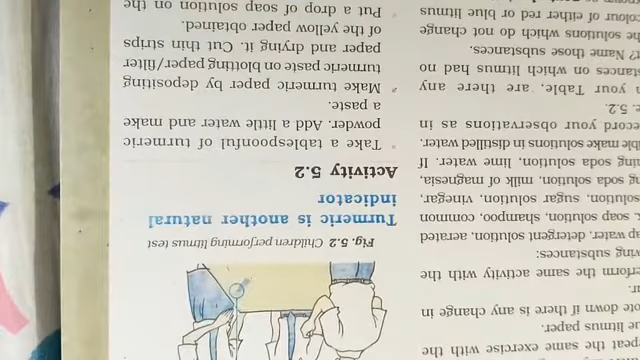 peat the same exercise with the
ue litmus paper.
ote down if there is any change in
ur.
rform the same activity with the
wing substances:
ap water, detergent solution, aerated
k, soap solution, shampoo, common
solution, sugar solution, vinegar,
ng soda solution, milk of magnesia,
ing soda solution, lime water. If
ible make solutions in distilled water.
ecord your observations as in
e 5.2.
n your Table, are there any
tances on which litmus had no
t? Name those substances.
he solutions which do not change
colour of either red or blue litmus
Fig. 5.2 Children performing litmus test
Turmeric is another natural
indicator
Activity 5.2
Take a tablespoonful of turmeric
powder. Add a little water and make
a paste.
Make turmeric paper by depositing
turmeric paste on blotting paper/filter
paper and drying it. Cut thin strips
of the yellow paper obtained.
Put a drop of soap solution on the